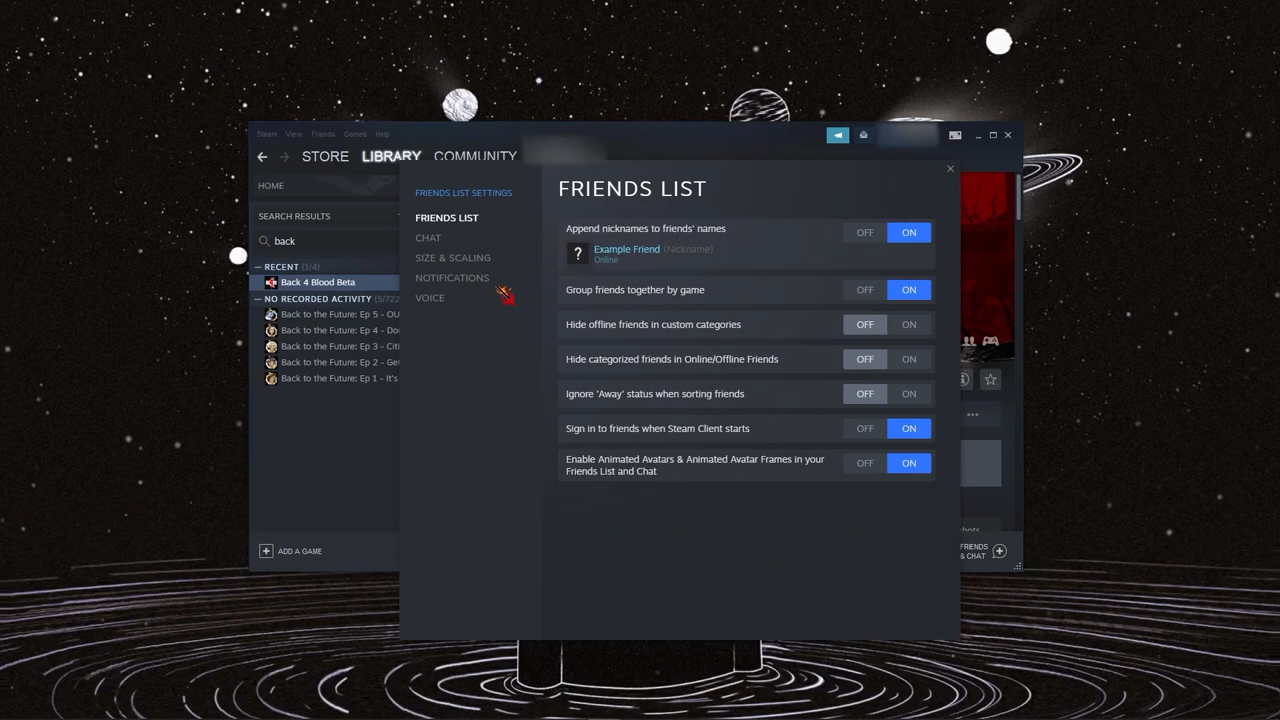 Steam View Friends Games Help
STORE LIBRARY COMMUNITY
HOME
SEARCH RESULTS
back
— RECENT (1/4)
Back 4 Blood Beta
— NO RECORDED ACTIVITY (5/722
Back to the Future: Ep 5 - OU
Back to the Future: Ep 4 - Do
Back to the Future: Ep 3 - Citi
Back to the Future: Ep 2 - Get
Back to the Future: Ep 1 - It's
ADD A GAME
FRIENDS LIST SETTINGS
FRIENDS LIST
CHAT
SIZE & SCALING
NOTIFICATIONS
VOICE
FRIENDS LIST
Append nicknames to friends' names OFF ON
?
Example Friend (Nickname)
Online
Group friends together by game OFF ON
Hide offline friends in custom categories OFF ON
Hide categorized friends in Online/Offline Friends OFF ON
Ignore 'Away' status when sorting friends OFF ON
Sign in to friends when Steam Client starts OFF ON
Enable Animated Avatars & Animated Avatar Frames in your
Friends List and Chat OFF ON
FRIENDS
& CHAT